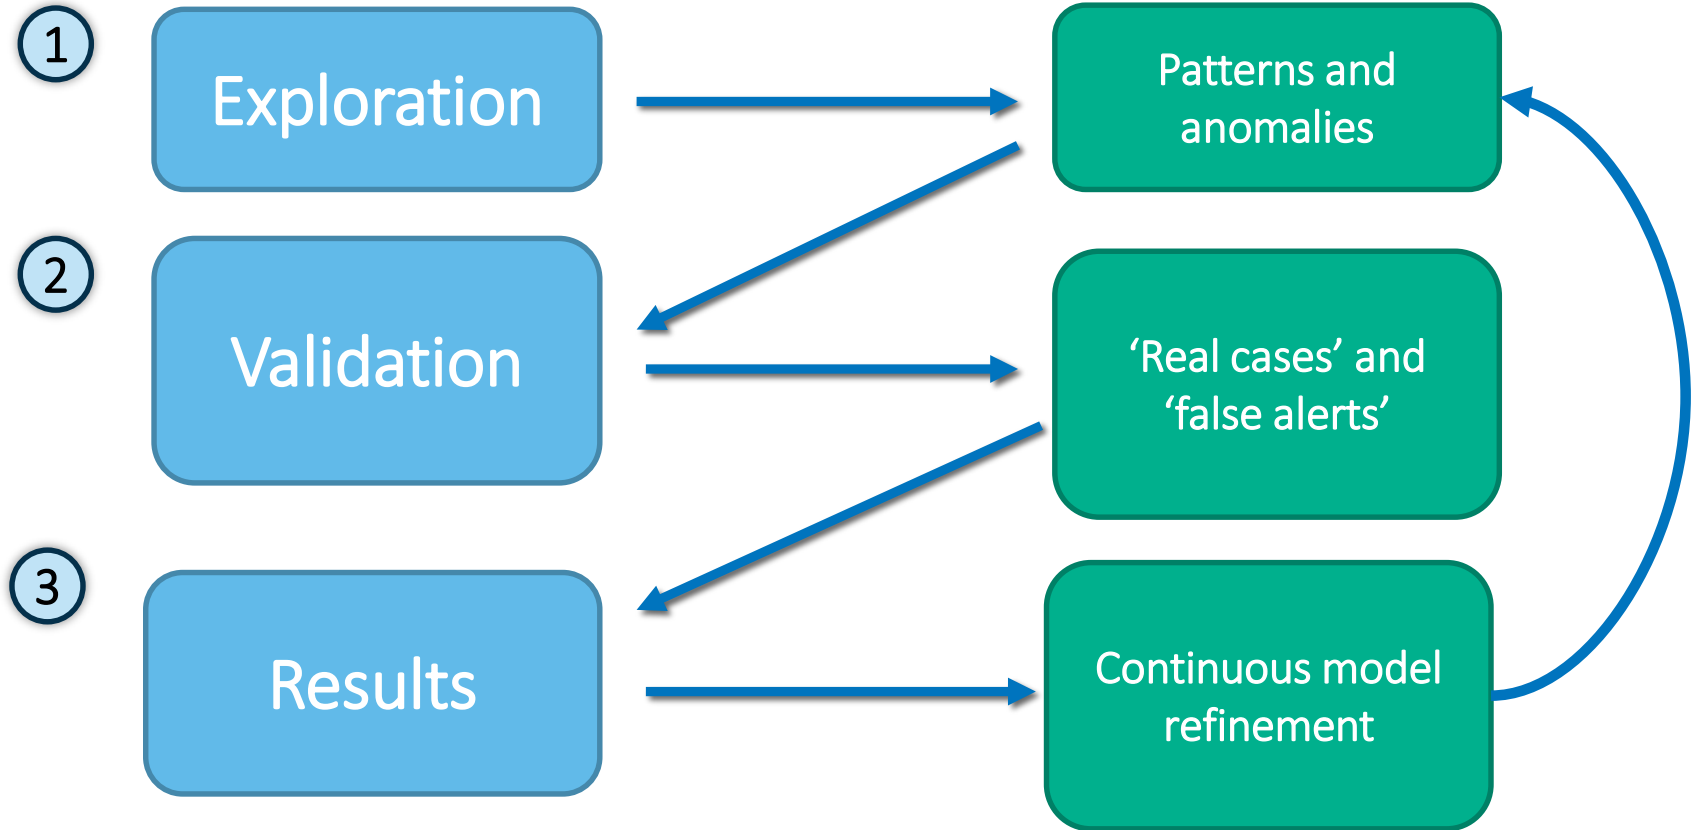 1
Exploration
Patterns and
anomalies
2
Validation
‘Real cases’ and
‘false alerts’
3
Results
Continuous model
refinement